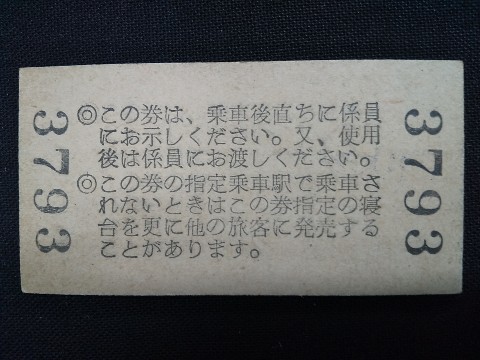 3793
◎この券は、乗車後直ちに係員
にお示しください。又、使用
後は係員にお渡しください。
◎この券の指定乗車駅で乗車さ
れないときはこの券指定の寝
台を更に他の旅客に発売する
ことがあります。
3793